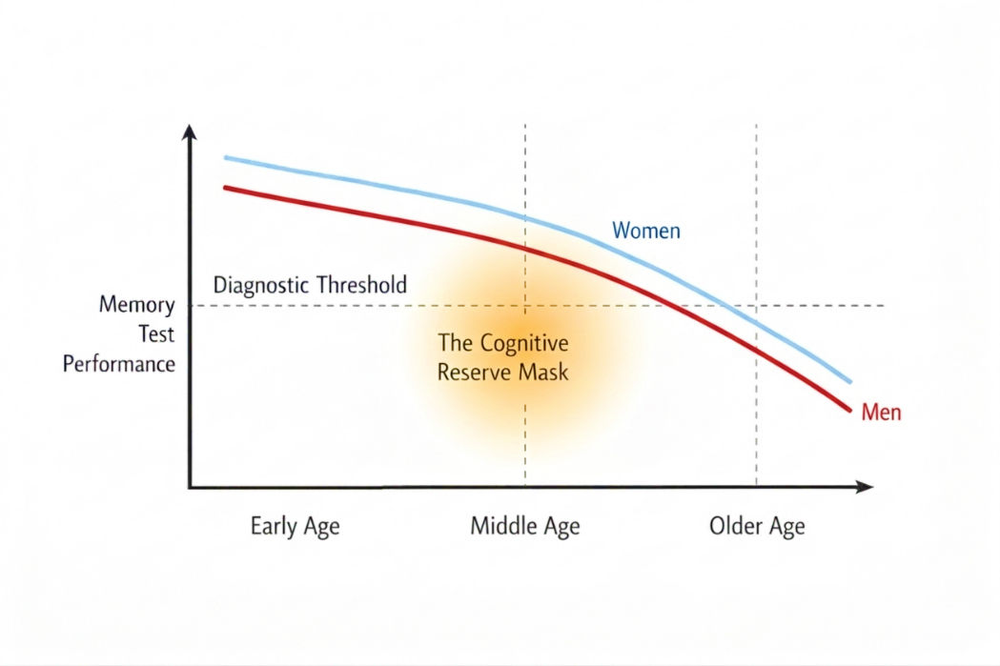 Women
Diagnostic Threshold
Memory
Test
Performance
The Cognitive
Reserve Mask
Men
Early Age
Middle Age
Older Age